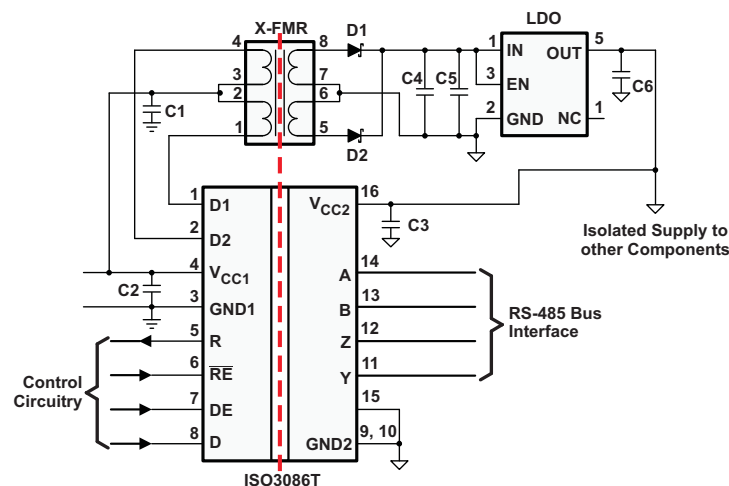 X-FMR
D1
LDO
4
8
1
IN
OUT
5
3
7
3
EN
2
6
C4
C5
C6
C1
2
GND
NC
1
1
5
D2
1
D1
16
VCC2
2
D2
C3
Isolated Supply to
other Components
4
VCC1
14
A
C2
3
GND1
13
B
RS-485 Bus
Interface
5
R
12
Z
6
RE
11
Y
Control
Circuitry
7
DE
15
8
D
9, 10
GND2
ISO3086T